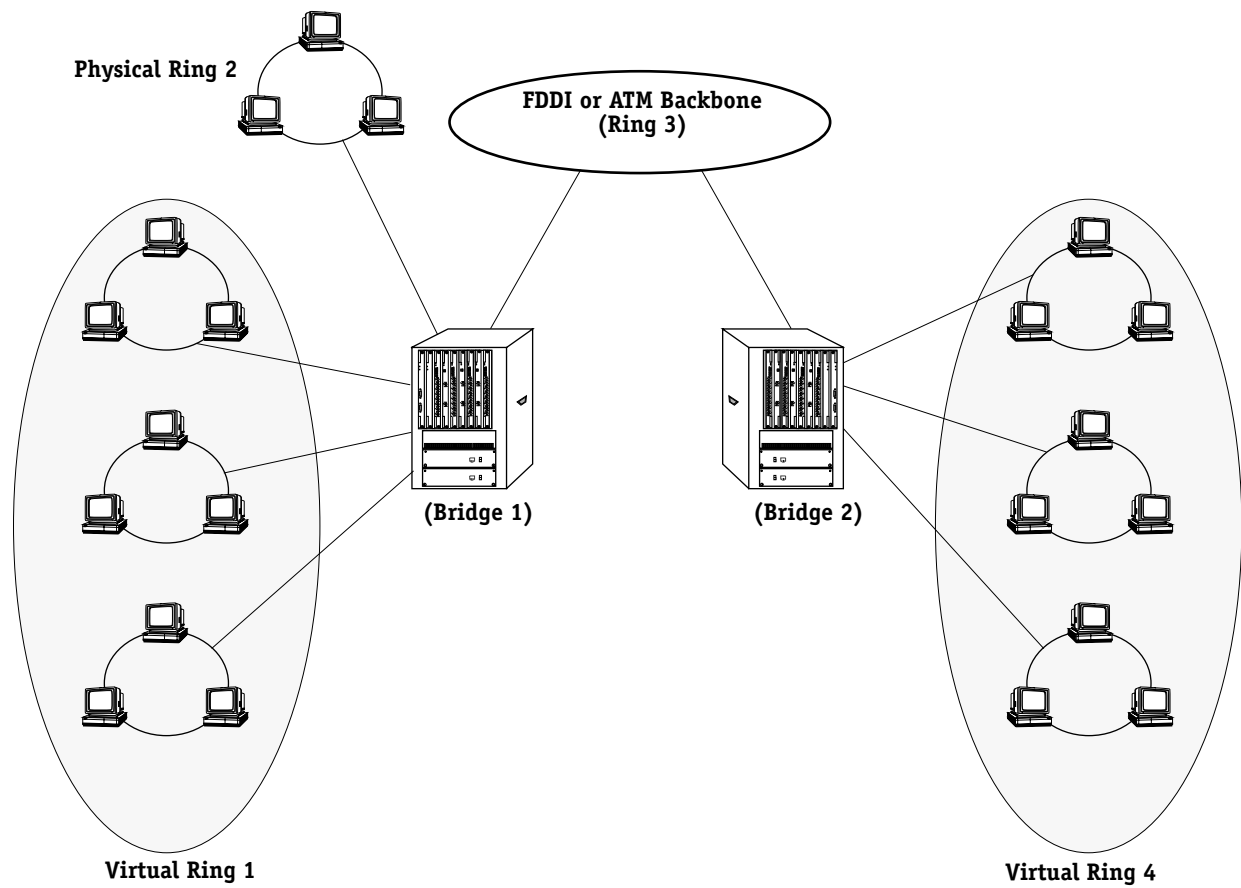 Physical Ring 2
FDDI or ATM Backbone
(Ring 3)
(Bridge 1)
(Bridge 2)
Virtual Ring 1
Virtual Ring 4